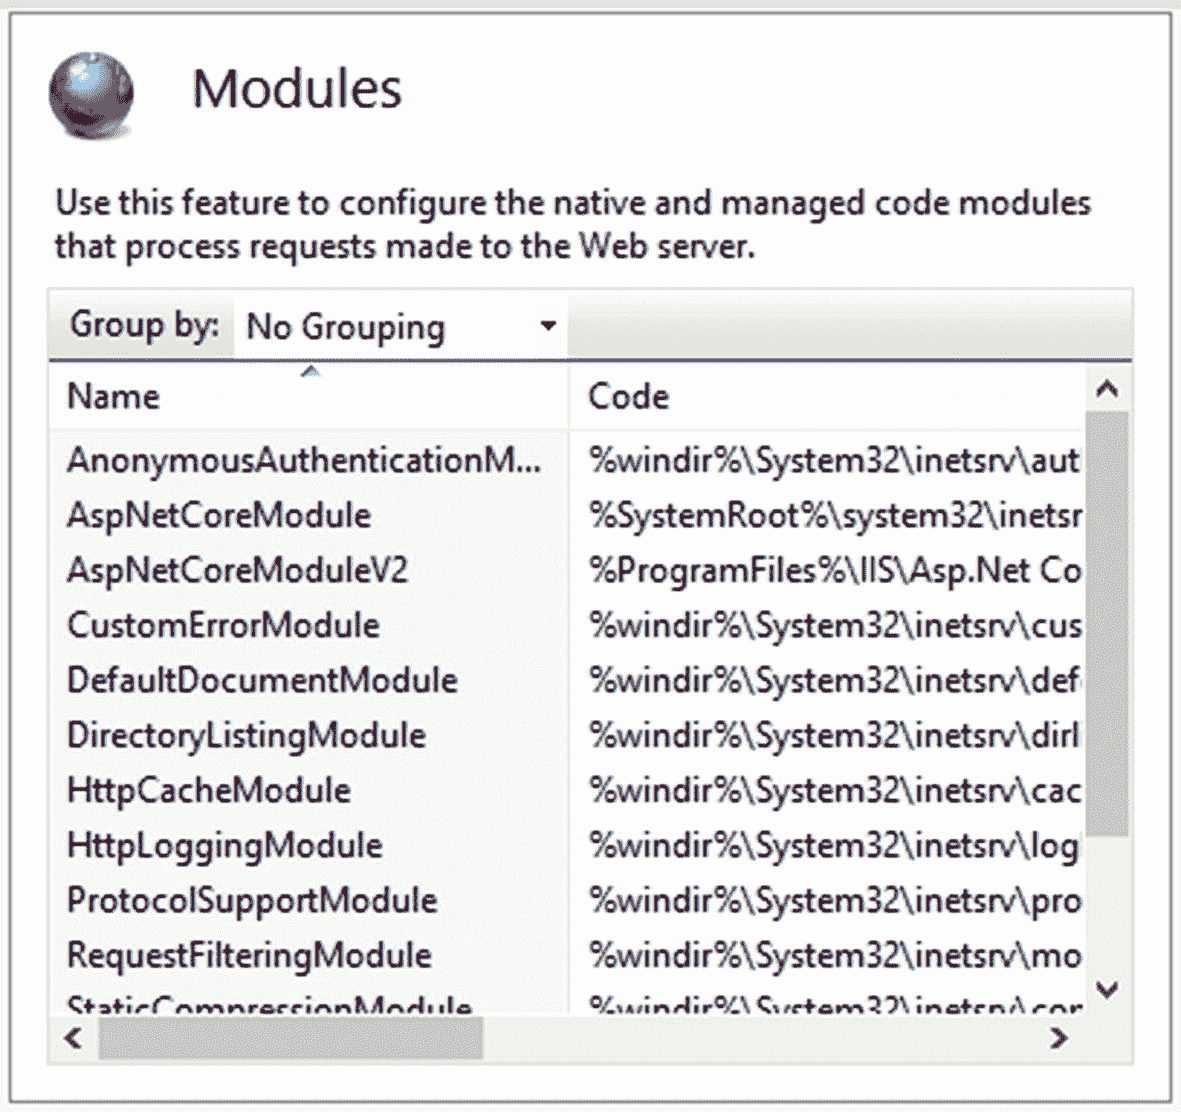 Modules
Use this feature to configure the native and managed code modules
that process requests made to the Web server.
Group by: No Grouping
Name Code
AnonymousAuthenticationM... %windir%\System32\inetsrv\aut
AspNetCoreModule %SystemRoot%\system32\inetsr
AspNetCoreModuleV2 %ProgramFiles%\IIS\Asp.Net Co
CustomErrorModule %windir%\System32\inetsrv\cus
DefaultDocumentModule %windir%\System32\inetsrv\def
DirectoryListingModule %windir%\System32\inetsrv\dirl
HttpCacheModule %windir%\System32\inetsrv\cac
HttpLoggingModule %windir%\System32\inetsrv\log
ProtocolSupportModule %windir%\System32\inetsrv\pro
RequestFilteringModule %windir%\System32\inetsrv\mo
StaticCompressionModule %windir%\System32\inetsrv\com